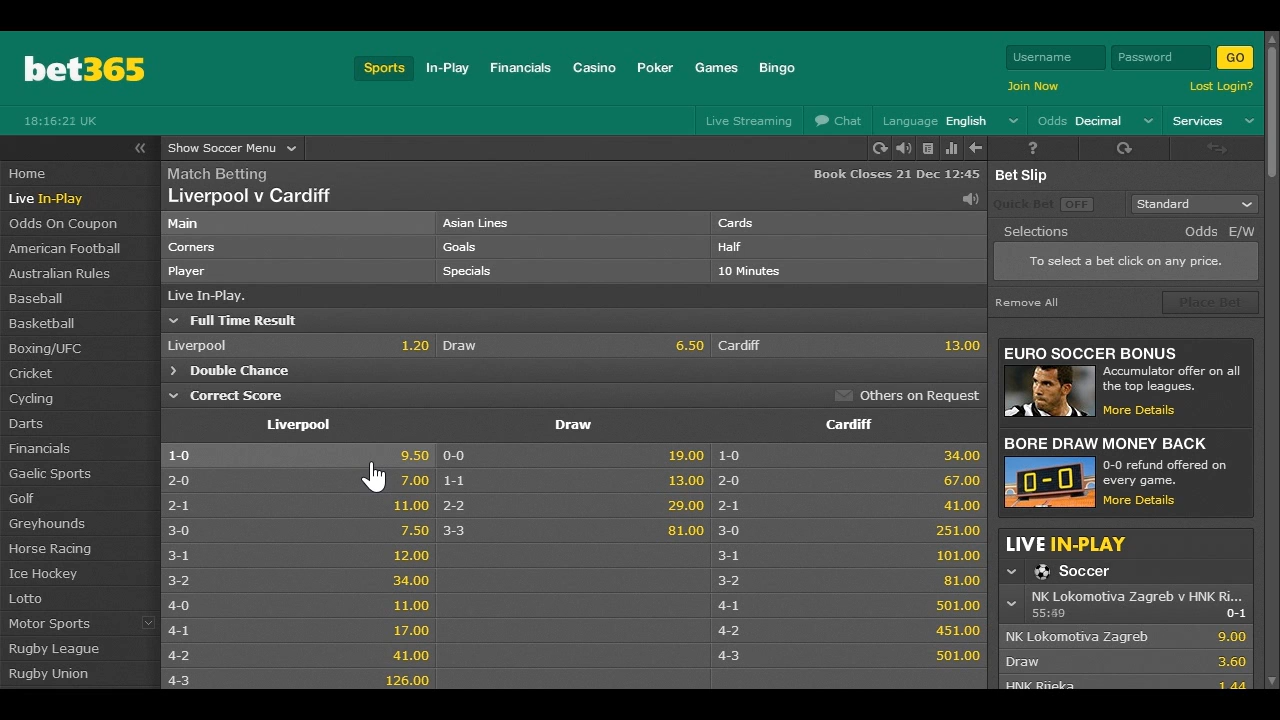 bet365
Sports In-Play Financials Casino Poker Games Bingo
Username Password GO
Join Now Lost Login?
18:16:21 UK Live Streaming Chat Language English Odds Decimal Services
Show Soccer Menu
Home
Live In-Play
Odds On Coupon
American Football
Australian Rules
Baseball
Basketball
Boxing/UFC
Cricket
Cycling
Darts
Financials
Gaelic Sports
Golf
Greyhounds
Horse Racing
Ice Hockey
Lotto
Motor Sports
Rugby League
Rugby Union
Match Betting Book Closes 21 Dec 12:45
Liverpool v Cardiff
Main Asian Lines Cards
Corners Goals Half
Player Specials 10 Minutes
Live In-Play.
Full Time Result
Liverpool 1.20 Draw 6.50 Cardiff 13.00
Double Chance
Correct Score Others on Request
Liverpool Draw Cardiff
1-0 9.50 0-0 19.00 1-0 34.00
2-0 7.00 1-1 13.00 2-0 67.00
2-1 11.00 2-2 29.00 2-1 41.00
3-0 7.50 3-3 81.00 3-0 251.00
3-1 12.00 3-1 101.00
3-2 34.00 3-2 81.00
4-0 11.00 4-1 501.00
4-1 17.00 4-2 451.00
4-2 41.00 4-3 501.00
4-3 126.00
?
Bet Slip
Quick Bet OFF Standard
Selections Odds E/W
To select a bet click on any price.
Remove All Place Bet
EURO SOCCER BONUS
Accumulator offer on all
the top leagues.
More Details
BORE DRAW MONEY BACK
0-0
0-0 refund offered on
every game.
More Details
LIVE IN-PLAY
Soccer
NK Lokomotiva Zagreb v HNK Ri...
55:49 0-1
NK Lokomotiva Zagreb 9.00
Draw 3.60
HNK Rijeka 1.44